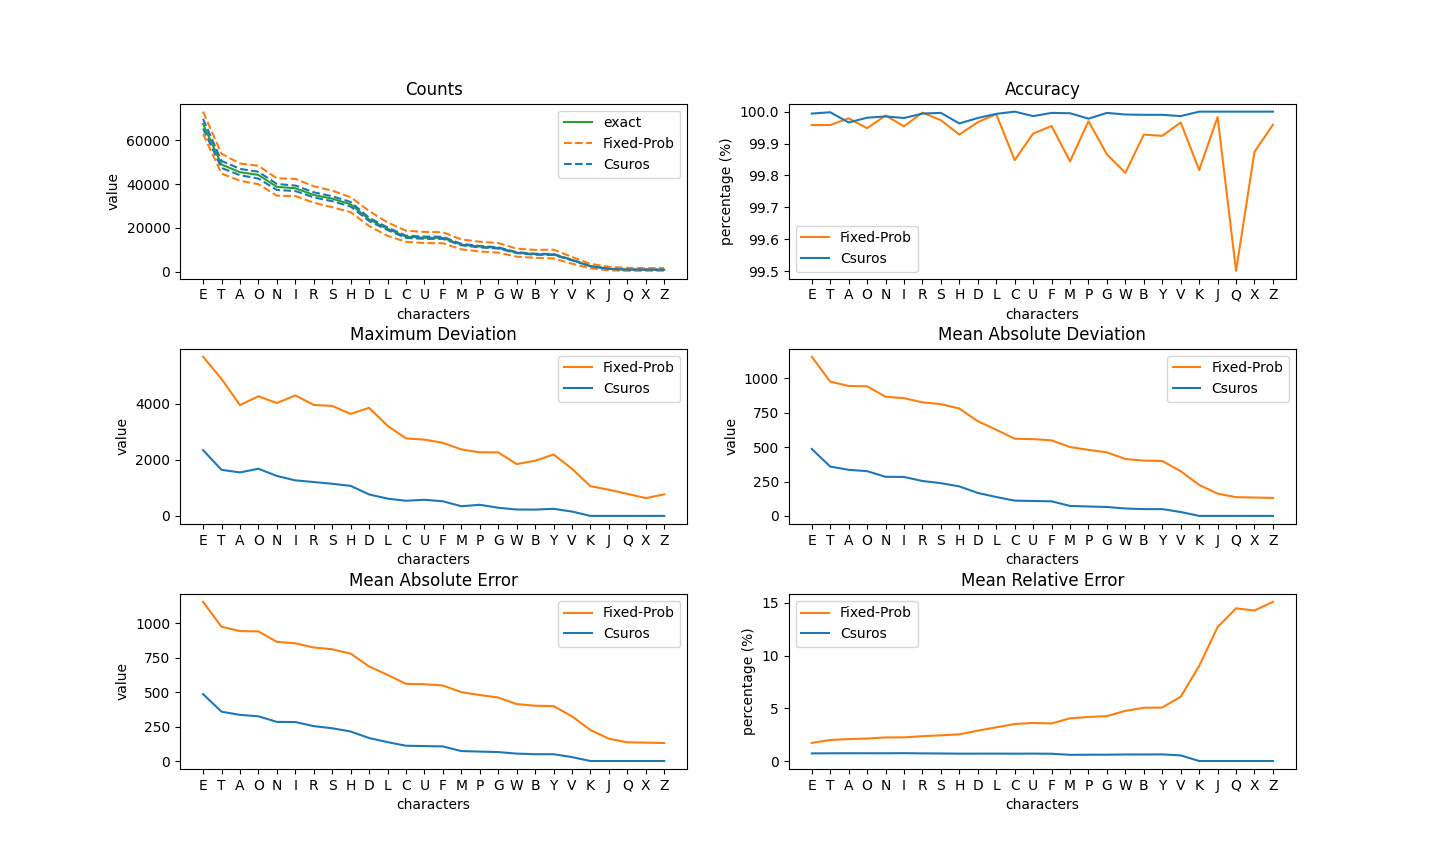 Counts
value
60000
40000
20000
0
exact
Fixed-Prob
Csuros
E T A O N I R S H D L C U F M P G W B Y V K J Q X Z
characters
Accuracy
percentage (%)
100.0
99.9
99.8
99.7
99.6
99.5
Fixed-Prob
Csuros
E T A O N I R S H D L C U F M P G W B Y V K J Q X Z
characters
Maximum Deviation
value
4000
2000
0
Fixed-Prob
Csuros
E T A O N I R S H D L C U F M P G W B Y V K J Q X Z
characters
Mean Absolute Deviation
value
1000
750
500
250
0
Fixed-Prob
Csuros
E T A O N I R S H D L C U F M P G W B Y V K J Q X Z
characters
Mean Absolute Error
value
1000
750
500
250
0
Fixed-Prob
Csuros
E T A O N I R S H D L C U F M P G W B Y V K J Q X Z
characters
Mean Relative Error
percentage (%)
15
10
5
0
Fixed-Prob
Csuros
E T A O N I R S H D L C U F M P G W B Y V K J Q X Z
characters